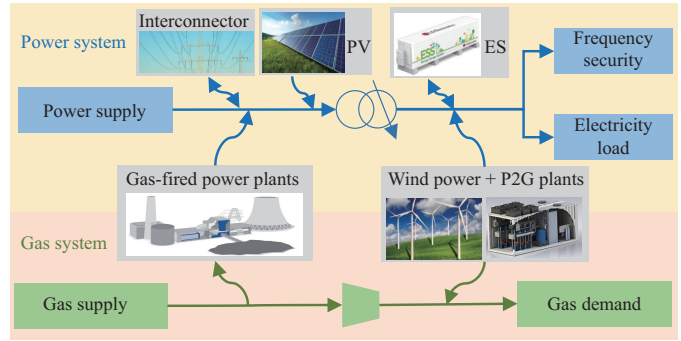 Interconnector
Power system
PV
ES
Frequency
security
Power supply
Electricity
load
Gas-fired power plants
Wind power + P2G plants
Gas system
Gas supply
Gas demand